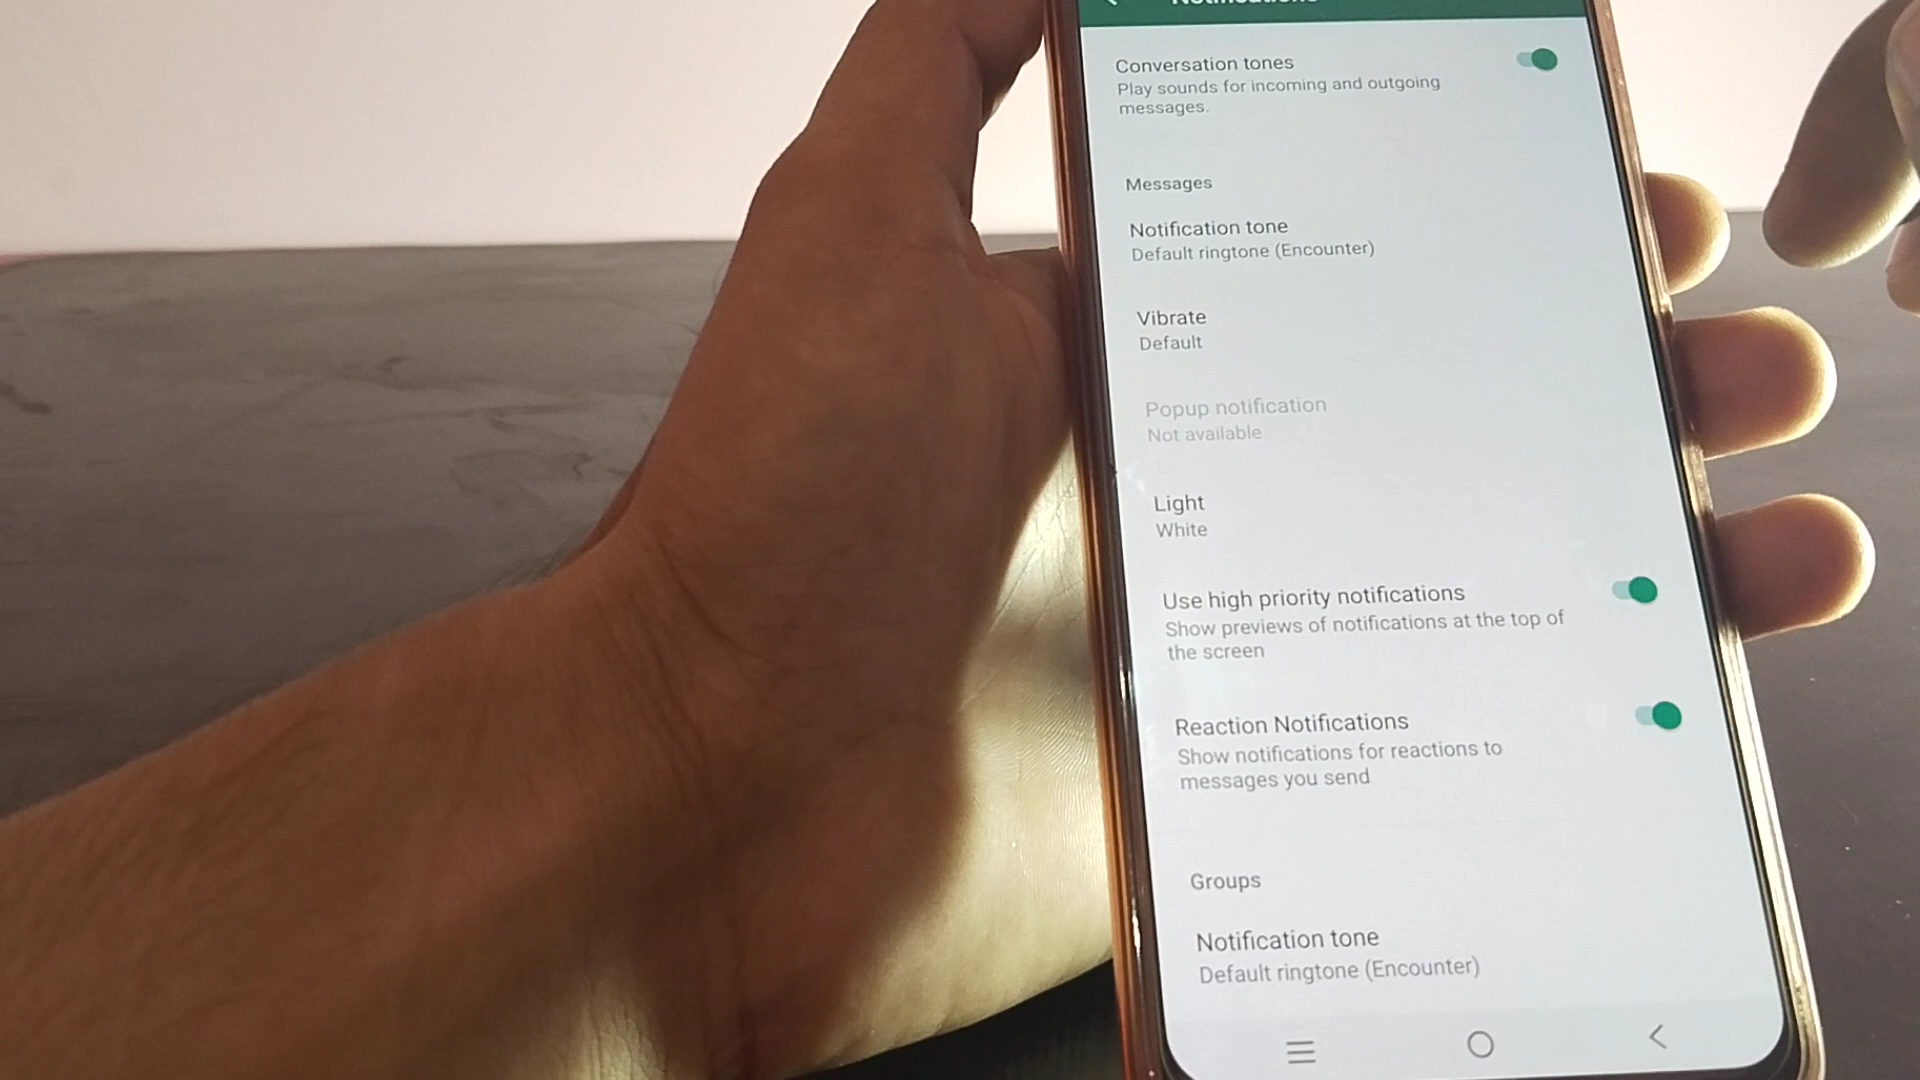 Notifications
Conversation tones
Play sounds for incoming and outgoing
messages.
Messages
Notification tone
Default ringtone (Encounter)
Vibrate
Default
Popup notification
Not available
Light
White
Use high priority notifications
Show previews of notifications at the top of
the screen
Reaction Notifications
Show notifications for reactions to
messages you send
Groups
Notification tone
Default ringtone (Encounter)